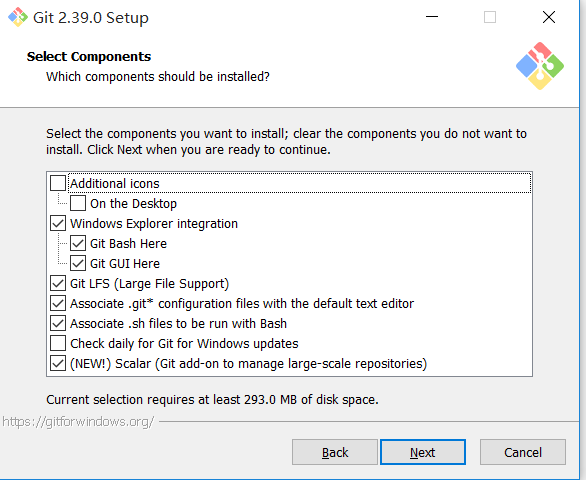 Git 2.39.0 Setup
Select Components
Which components should be installed?
Select the components you want to install; clear the components you do not want to
install. Click Next when you are ready to continue.
Additional icons
On the Desktop
Windows Explorer integration
Git Bash Here
Git GUI Here
Git LFS (Large File Support)
Associate .git* configuration files with the default text editor
Associate .sh files to be run with Bash
Check daily for Git for Windows updates
(NEW!) Scalar (Git add-on to manage large-scale repositories)
Current selection requires at least 293.0 MB of disk space.
https://gitforwindows.org/
Back
Next
Cancel